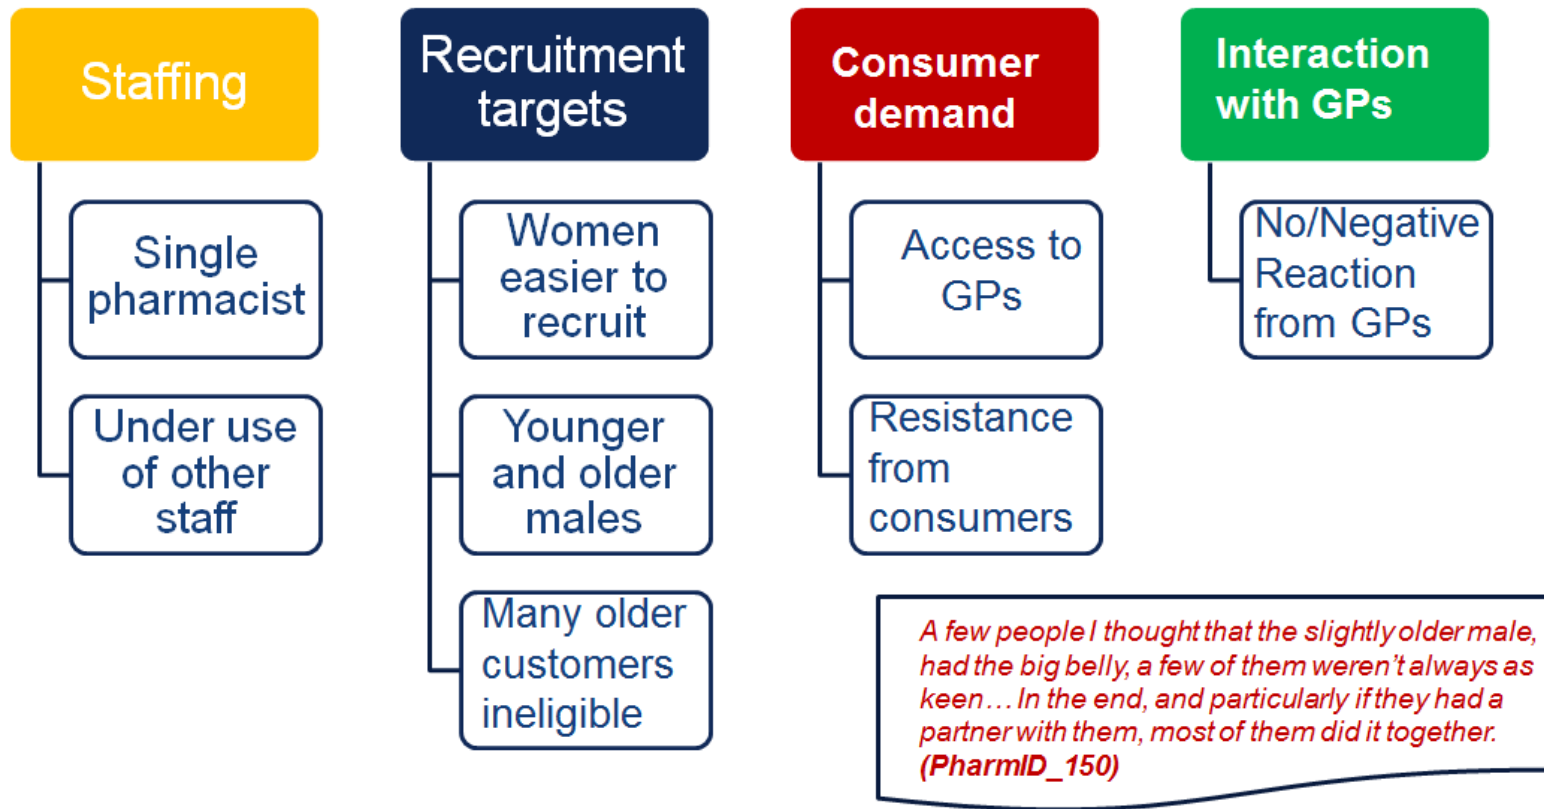 Staffing
Single
pharmacist
Under use
of other
staff
Recruitment
targets
Women
easier to
recruit
Younger
and older
males
Many older
customers
ineligible
Consumer
demand
Access to
GPs
Resistance
from
consumers
Interaction
with GPs
No/Negative
Reaction
from GPs
A few people I thought that the slightly older male,
had the big belly, a few of them weren't always as
keen… In the end, and particularly if they had a
partner with them, most of them did it together.
(PharmID_150)